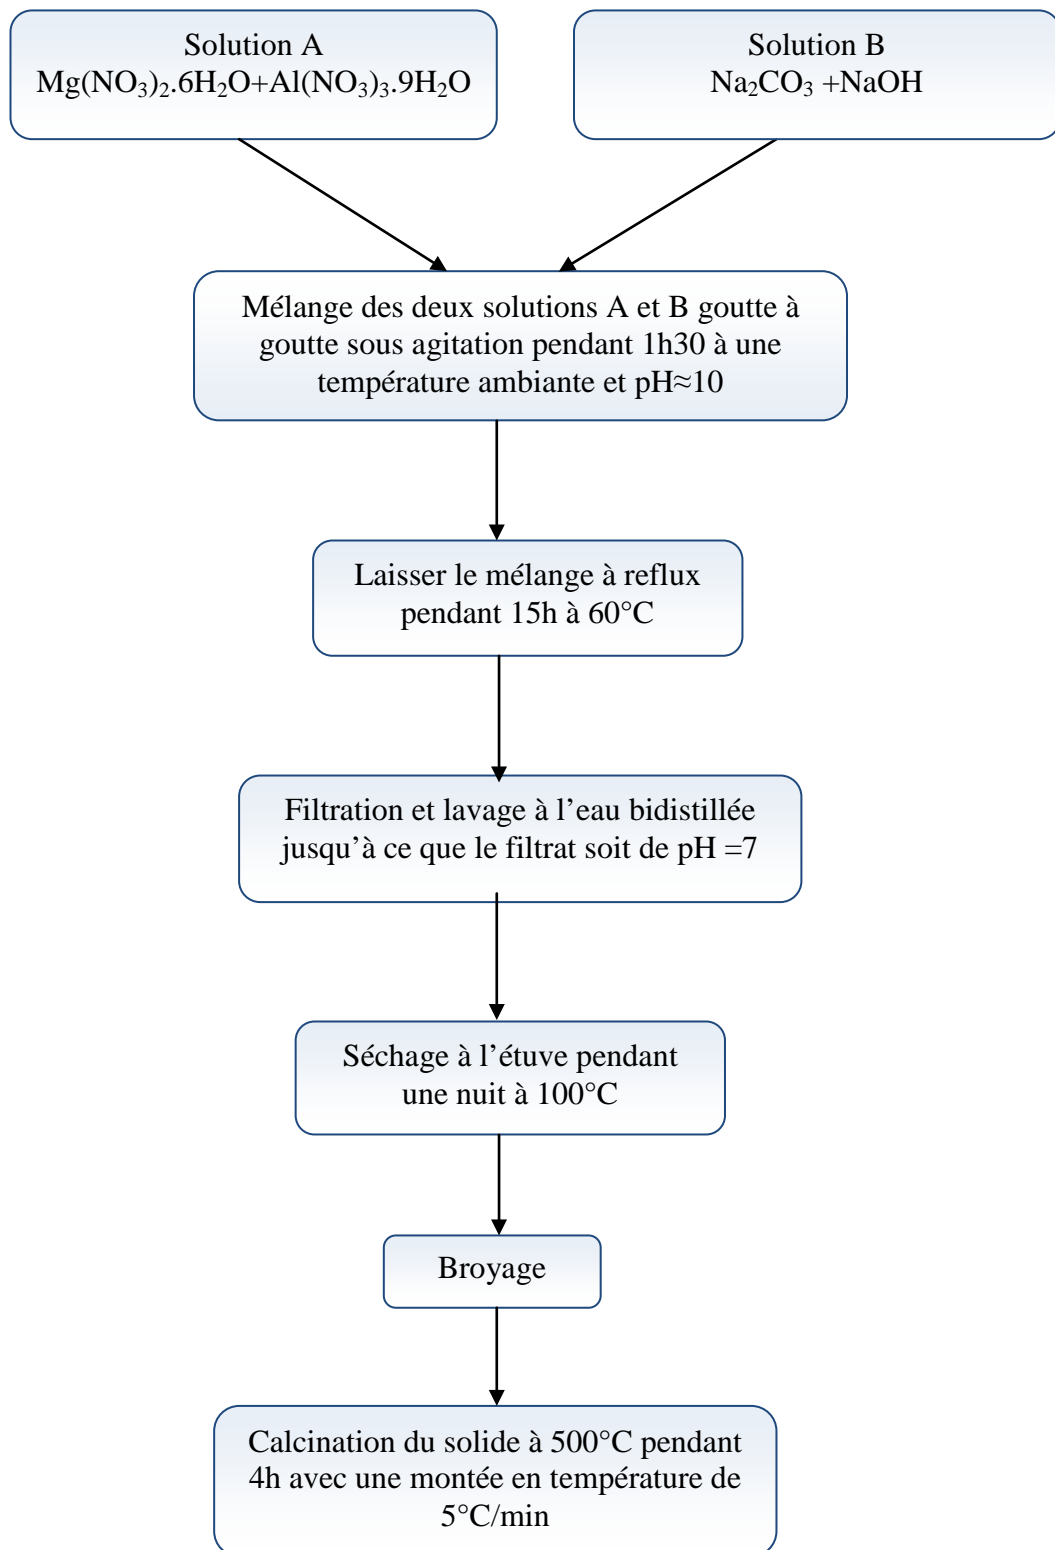 Solution A
Mg(NO₃)₂.6H₂O+Al(NO₃)₃.9H₂O
Solution B
Na₂CO₃ +NaOH
Mélange des deux solutions A et B goutte à
goutte sous agitation pendant 1h30 à une
température ambiante et pH≈10
Laisser le mélange à reflux
pendant 15h à 60°C
Filtration et lavage à l’eau bidistillée
jusqu’à ce que le filtrat soit de pH =7
Séchage à l’étuve pendant
une nuit à 100°C
Broyage
Calcination du solide à 500°C pendant
4h avec une montée en température de
5°C/min